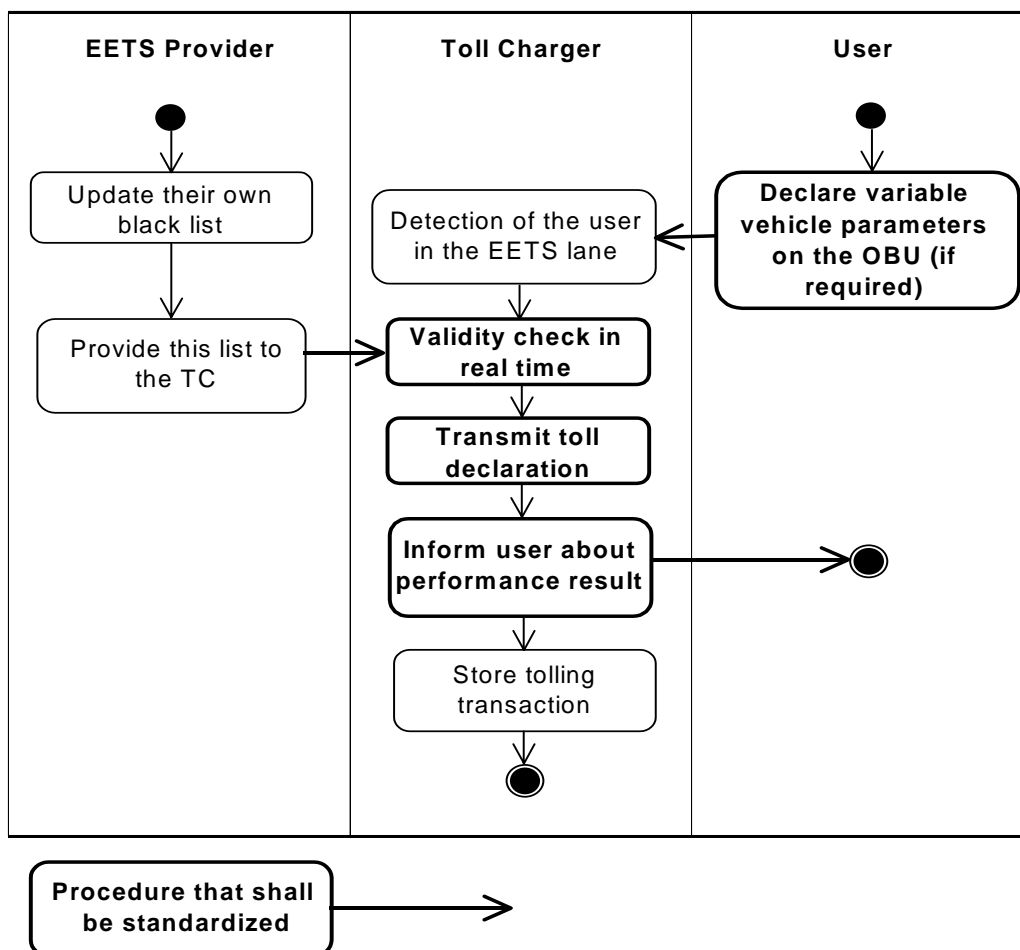 EETS Provider
Toll Charger
User
Update their own
black list
Provide this list to
the TC
Detection of the user
in the EETS lane
Validity check in
real time
Transmit toll
declaration
Inform user about
performance result
Store tolling
transaction
Declare variable
vehicle parameters
on the OBU (if
required)
Procedure that shall
be standardized